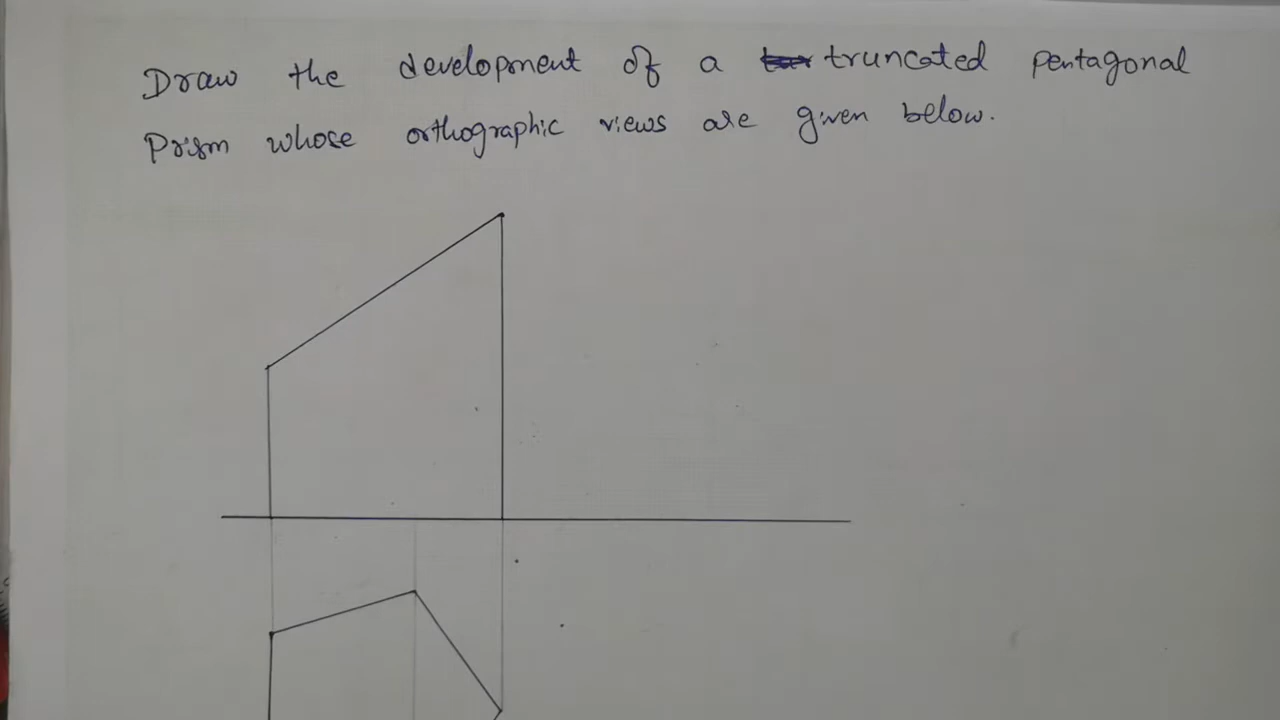 Draw the development of a truncated pentagonal
Prism whose orthographic views are given below.